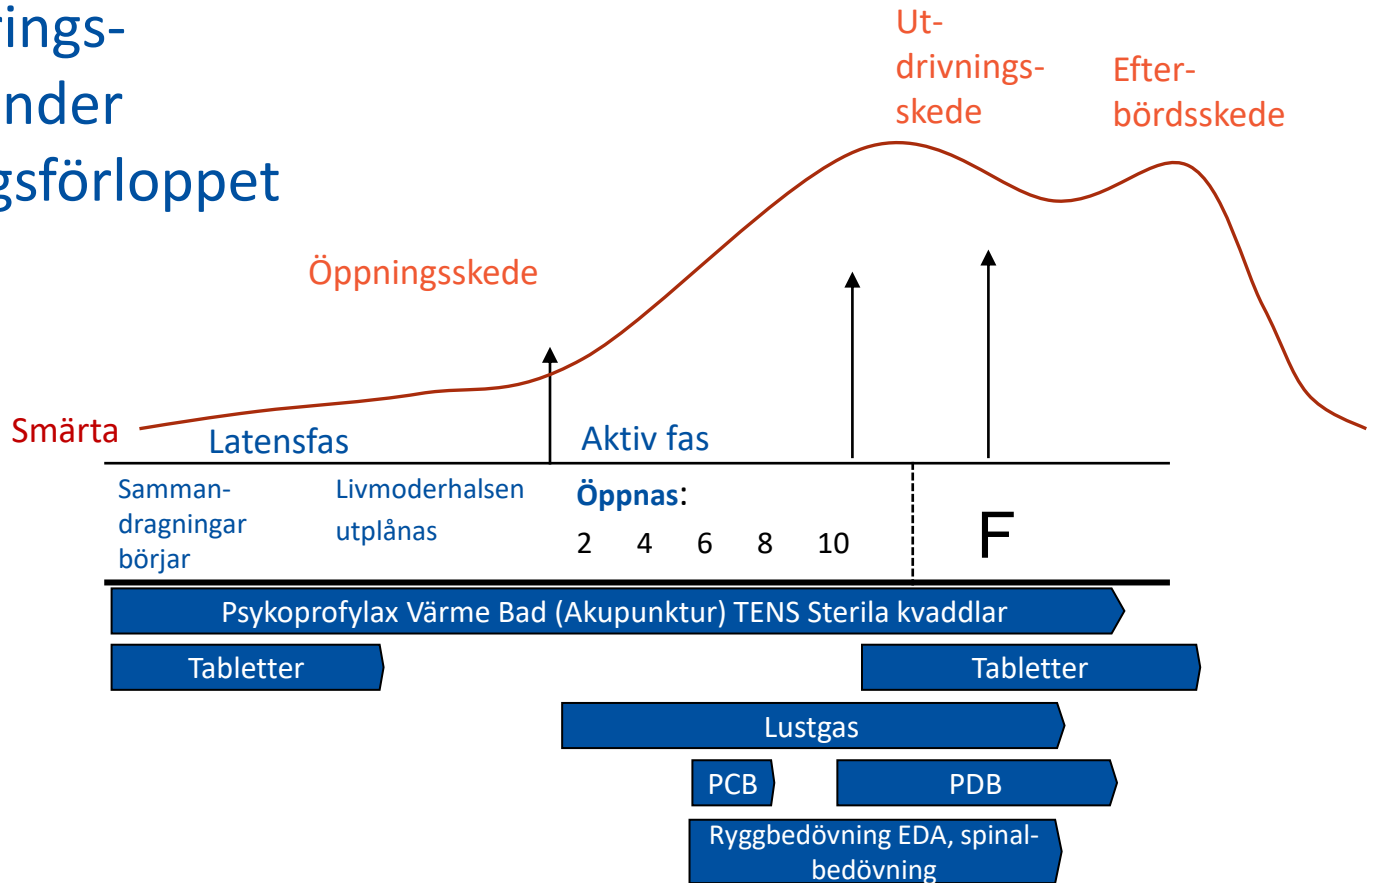 rings-
nder
gsförloppet
Ut-
drivnings-
skede
Efter-
bördsskede
Öppningsskede
Smärta
Latensfas
Aktiv fas
Samman-
dragningar
börjar
Livmoderhalsen
utplånas
Öppnas:
2 4 6 8 10
F
Psykoprofylax Värme Bad (Akupunktur) TENS Sterila kvaddlar
Tabletter
Tabletter
Lustgas
PCB
PDB
Ryggbedövning EDA, spinal-
bedövning